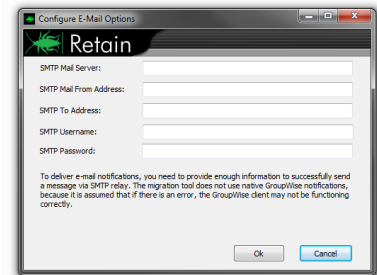 Configure E-Mail Options
Retain
SMTP Mail Server:
SMTP Mail From Address:
SMTP To Address:
SMTP Username:
SMTP Password:
To deliver e-mail notifications, you need to provide enough information to successfully send
a message via SMTP relay. The migration tool does not use native GroupWise notifications,
because it is assumed that if there is an error, the GroupWise client may not be functioning
correctly.
Ok
Cancel